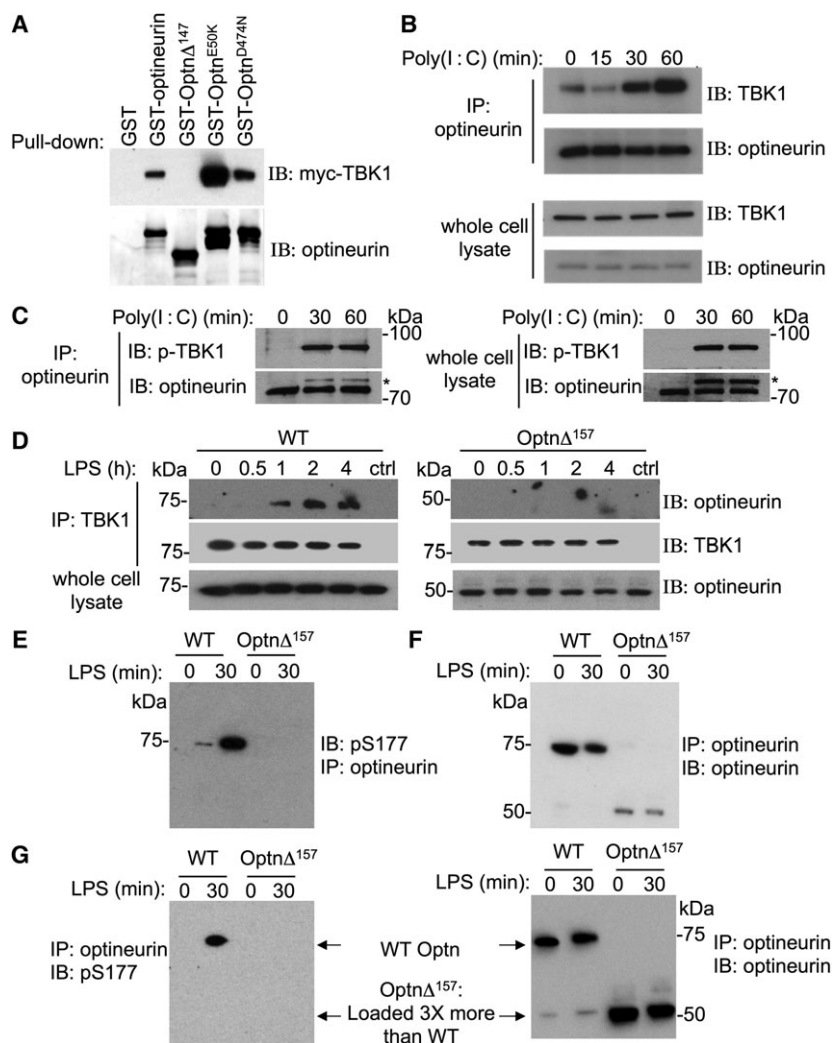 A
GST
GST-optineurin
GST-OptnΔ147
GST-OptnE50K
GST-OptnD474N
Pull-down:
IB: myc-TBK1
IB: optineurin
B
Poly(I : C) (min): 0 15 30 60
IP:
optineurin
IB: TBK1
IB: optineurin
whole cell
lysate
IB: TBK1
IB: optineurin
C
Poly(I : C) (min): 0 30 60 kDa
IP:
optineurin
IB: p-TBK1
IB: optineurin
-100
*
-70
Poly(I : C) (min): 0 30 60 kDa
whole cell
lysate
IB: p-TBK1
IB: optineurin
-100
*
-70
D
WT
OptnΔ157
LPS (h): kDa 0 0.5 1 2 4 ctrl
kDa 0 0.5 1 2 4 ctrl
IP: TBK1
75-
50-
IB: optineurin
75-
75-
IB: TBK1
whole cell
lysate
75-
50-
IB: optineurin
E
WT OptnΔ157
LPS (min): 0 30 0 30
kDa
75-
IB: pS177
IP: optineurin
F
WT OptnΔ157
LPS (min): 0 30 0 30
kDa
75-
50-
IP: optineurin
IB: optineurin
G
WT OptnΔ157
LPS (min): 0 30 0 30
IP: optineurin
IB: pS177
WT Optn
OptnΔ157:
Loaded 3X more
than WT
WT OptnΔ157
LPS (min): 0 30 0 30
kDa
-75
-50
IP: optineurin
IB: optineurin